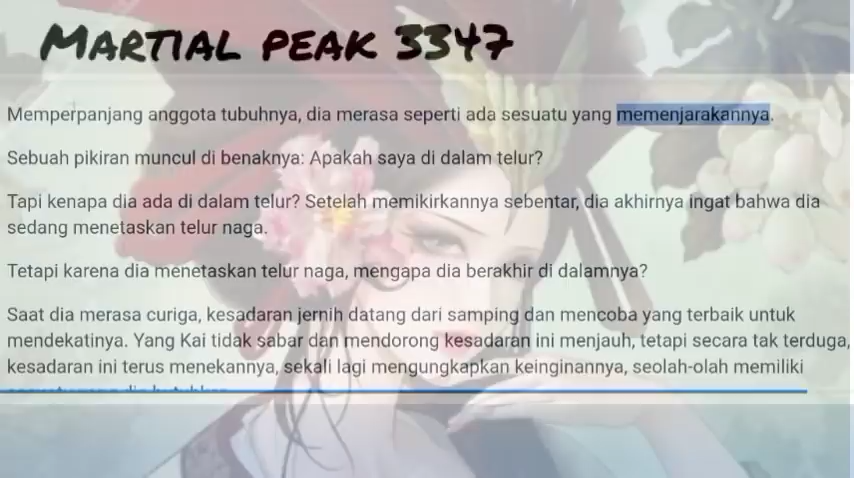 MARTIAL PEAK 3347
Memperpanjang anggota tubuhnya, dia merasa seperti ada sesuatu yang memenjarakannya.
Sebuah pikiran muncul di benaknya: Apakah saya di dalam telur?
Tapi kenapa dia ada di dalam telur? Setelah memikirkannya sebentar, dia akhirnya ingat bahwa dia
sedang menetaskan telur naga.
Tetapi karena dia menetaskan telur naga, mengapa dia berakhir di dalamnya?
Saat dia merasa curiga, kesadaran jernih datang dari samping dan mencoba yang terbaik untuk
mendekatinya. Yang Kai tidak sabar dan mendorong kesadaran ini menjauh, tetapi secara tak terduga,
kesadaran ini terus menekannya, sekali lagi mengungkapkan keinginannya, seolah-olah memiliki